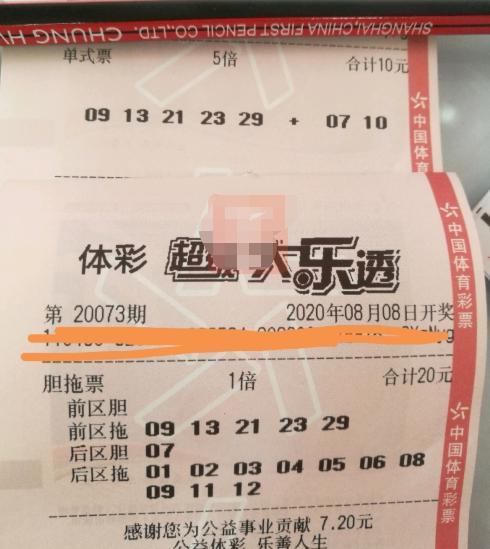 SHANGHAI,CHINA FIRST PENCIL CO.,LTD. CHUNG H
单式票 5倍 合计10元
09 13 21 23 29 + 07 10
中国体育
体彩 超级大乐透
中国体育彩票
第 20073期 2020年08月08日开奖
胆拖票 1倍 合计20元
前区胆
前区拖 09 13 21 23 29
后区胆 07
后区拖 01 02 03 04 05 06 08
09 11 12
中国体育彩票
感谢您为公益事业贡献 7.20元
公益体彩 乐善人生